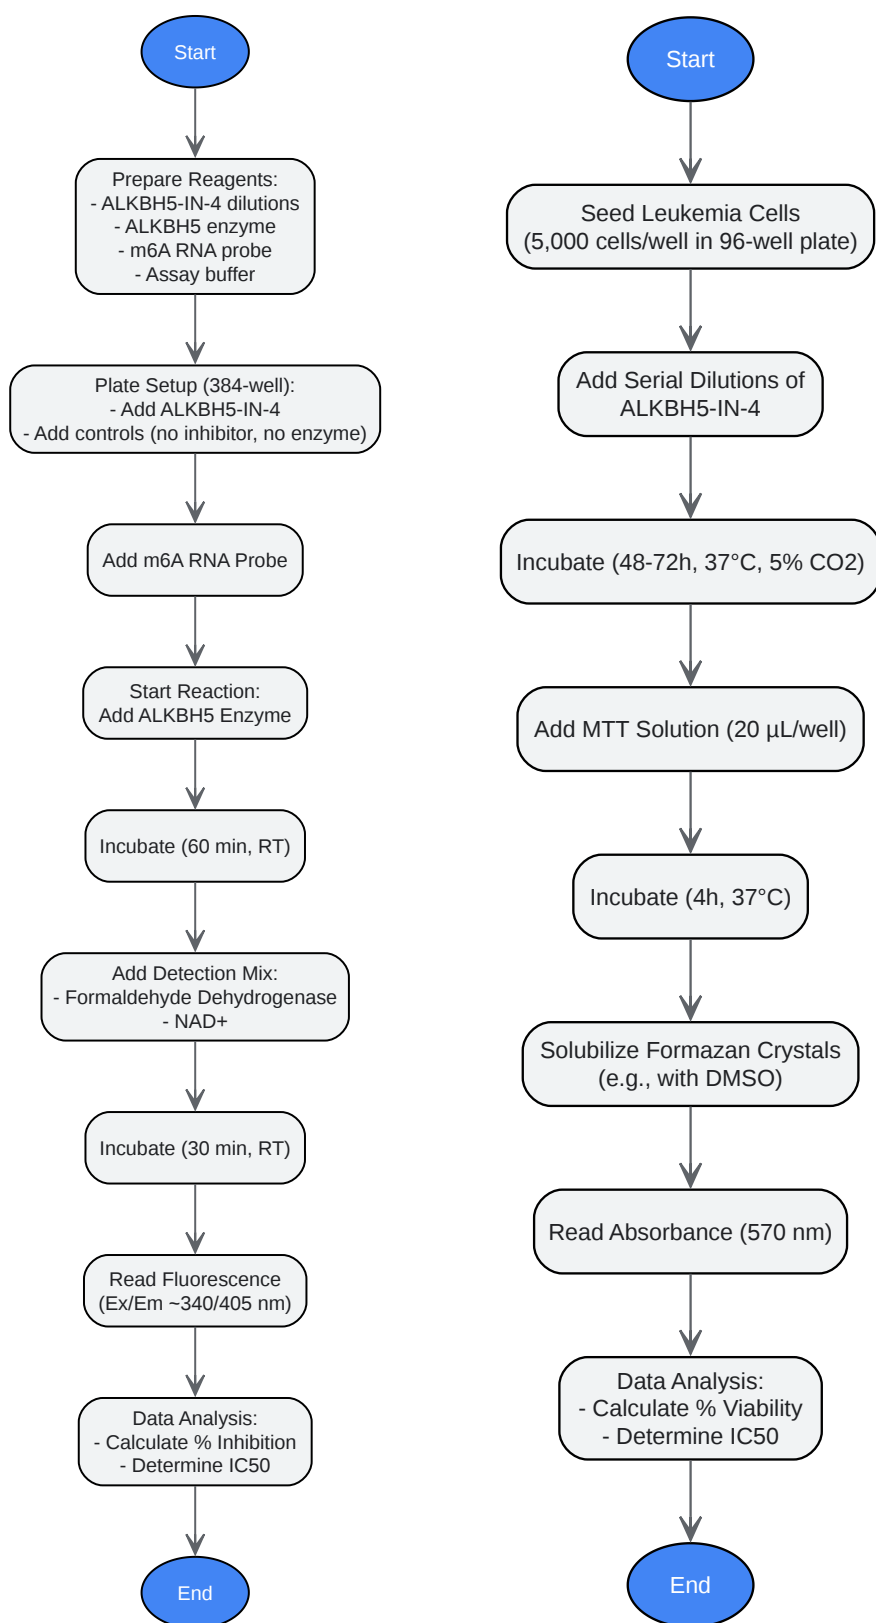 Start
Prepare Reagents:
- ALKBH5-IN-4 dilutions
- ALKBH5 enzyme
- m6A RNA probe
- Assay buffer
Plate Setup (384-well):
- Add ALKBH5-IN-4
- Add controls (no inhibitor, no enzyme)
Add m6A RNA Probe
Start Reaction:
Add ALKBH5 Enzyme
Incubate (60 min, RT)
Add Detection Mix:
- Formaldehyde Dehydrogenase
- NAD+
Incubate (30 min, RT)
Read Fluorescence
(Ex/Em ~340/405 nm)
Data Analysis:
- Calculate % Inhibition
- Determine IC50
End
Start
Seed Leukemia Cells
(5,000 cells/well in 96-well plate)
Add Serial Dilutions of
ALKBH5-IN-4
Incubate (48-72h, 37°C, 5% CO2)
Add MTT Solution (20 µL/well)
Incubate (4h, 37°C)
Solubilize Formazan Crystals
(e.g., with DMSO)
Read Absorbance (570 nm)
Data Analysis:
- Calculate % Viability
- Determine IC50
End